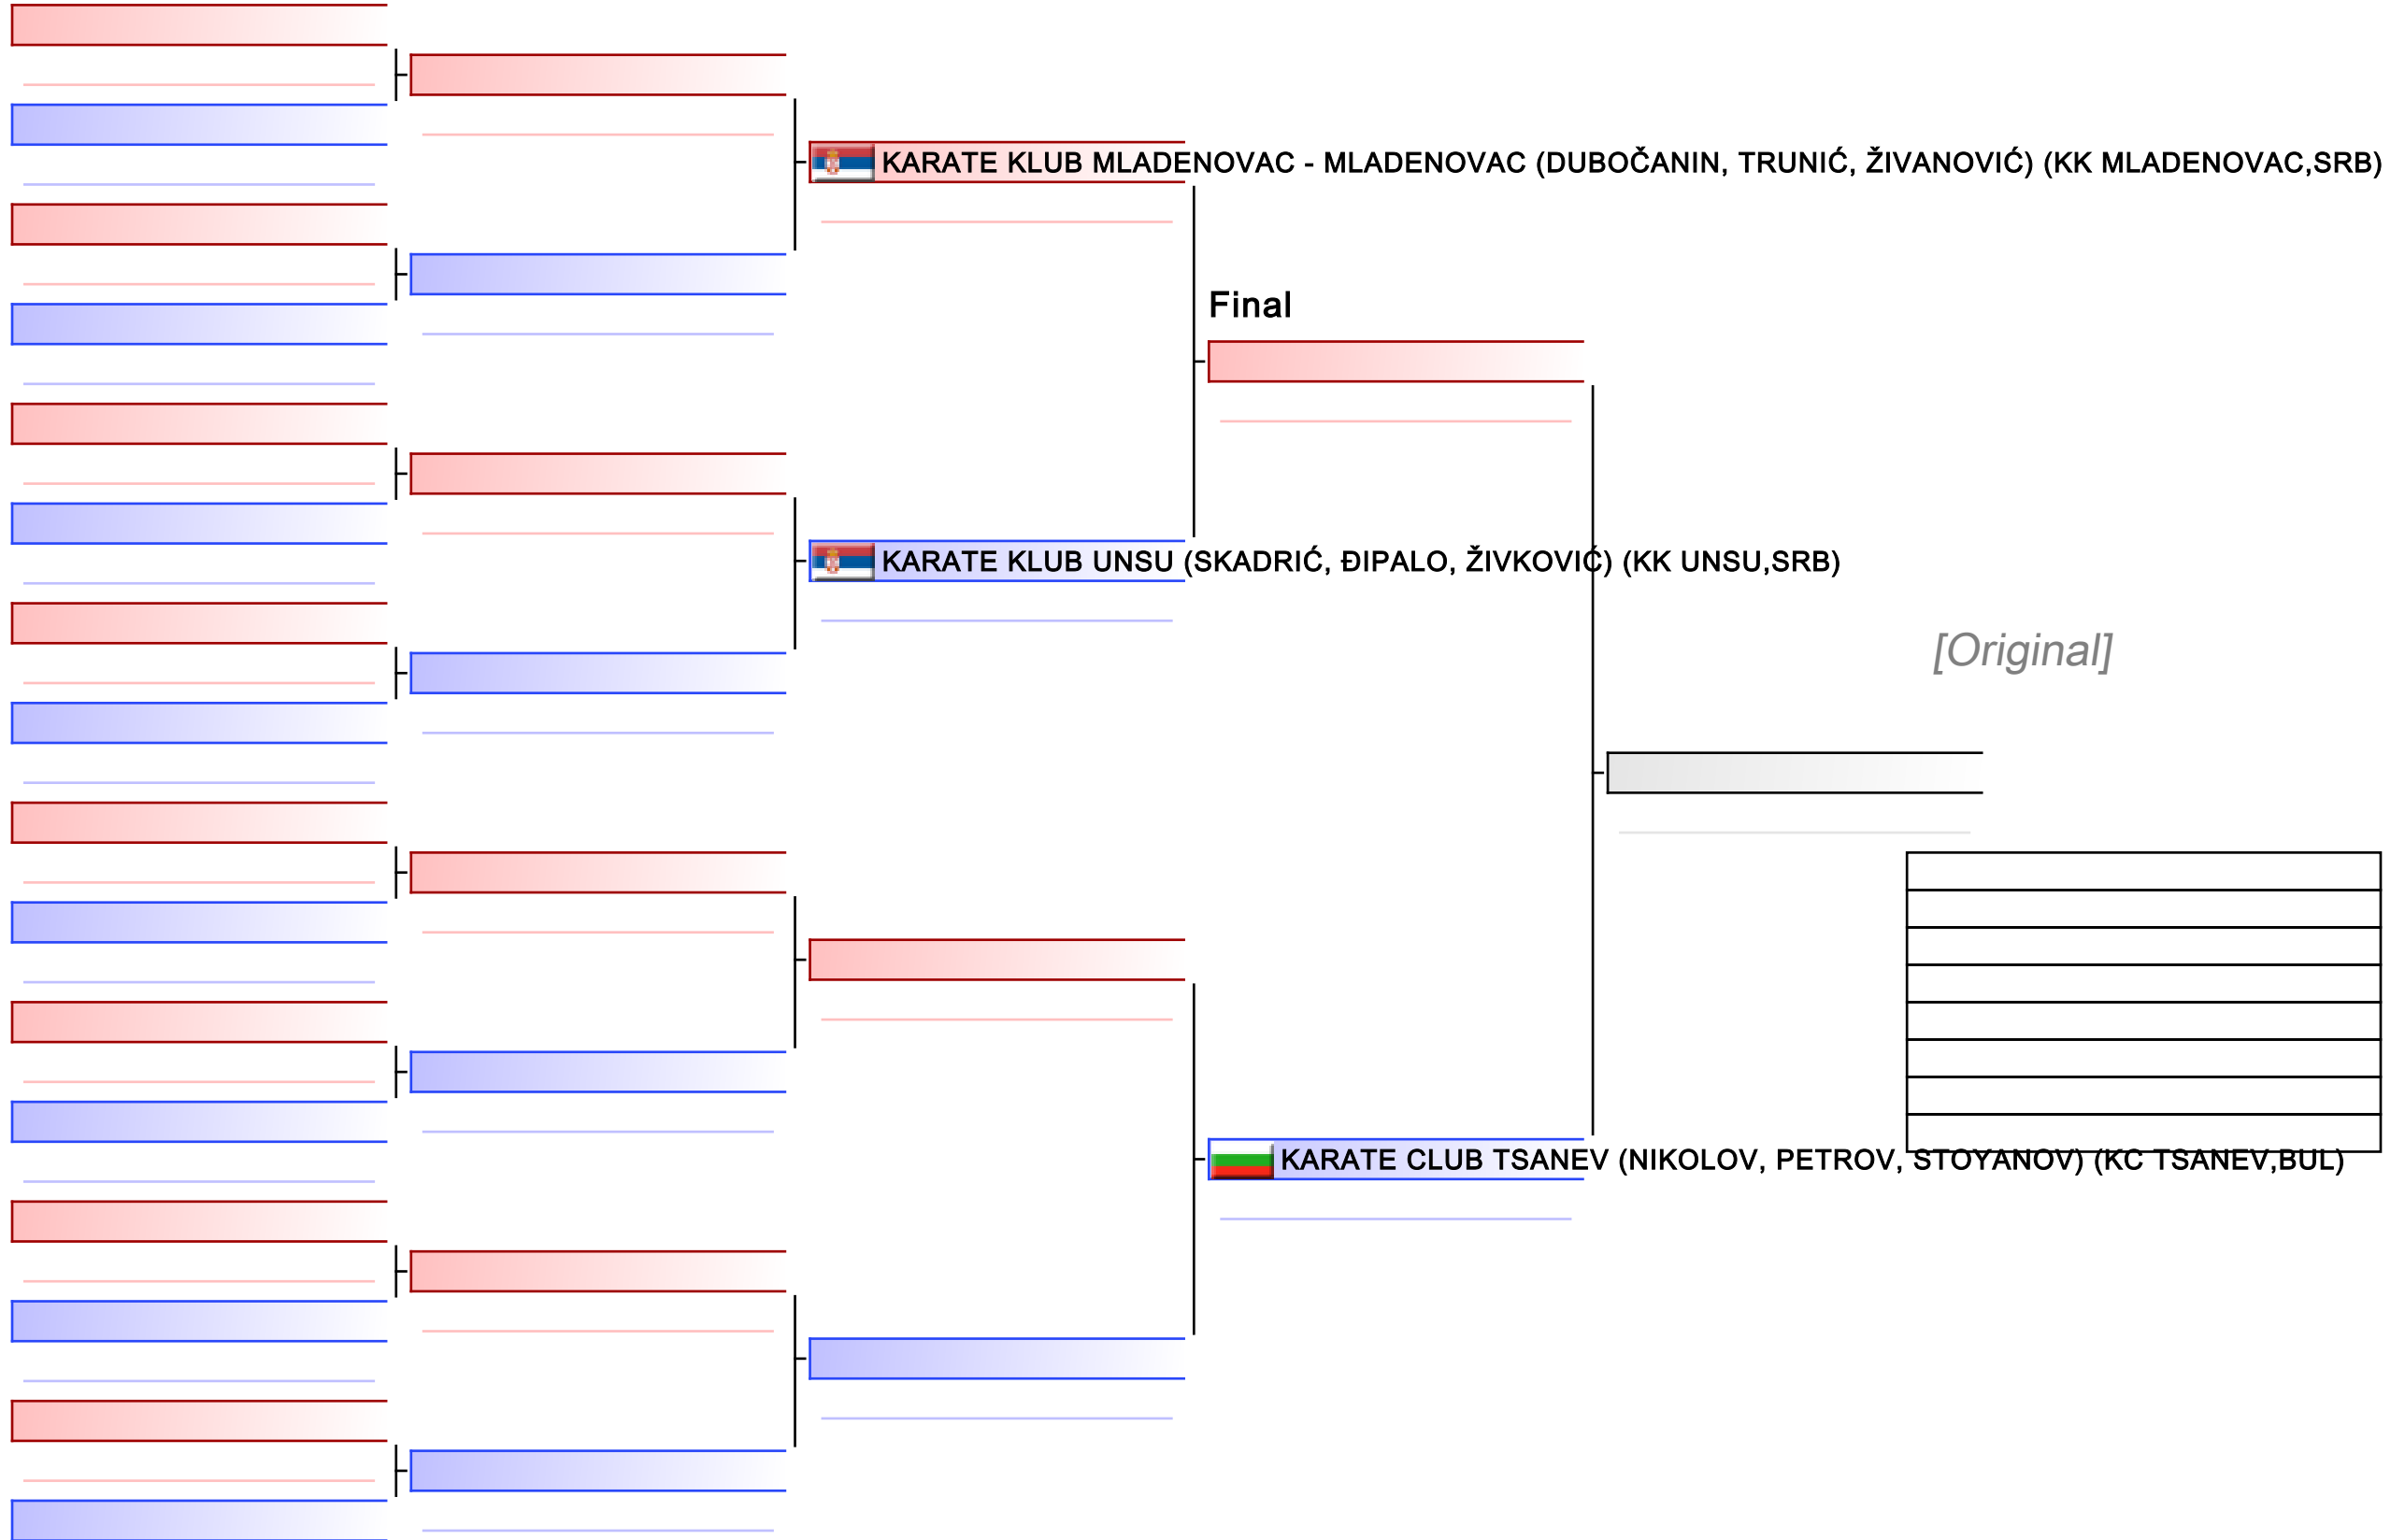 KARATE KLUB MLADENOVAC - MLADENOVAC (DUBOČANIN, TRUNIĆ, ŽIVANOVIĆ) (KK MLADENOVAC,SRB)
Final
KARATE KLUB UNSU (SKADRIĆ, ĐIPALO, ŽIVKOVIĆ) (KK UNSU,SRB)
[Original]
KARATE CLUB TSANEV (NIKOLOV, PETROV, STOYANOV) (KC TSANEV,BUL)